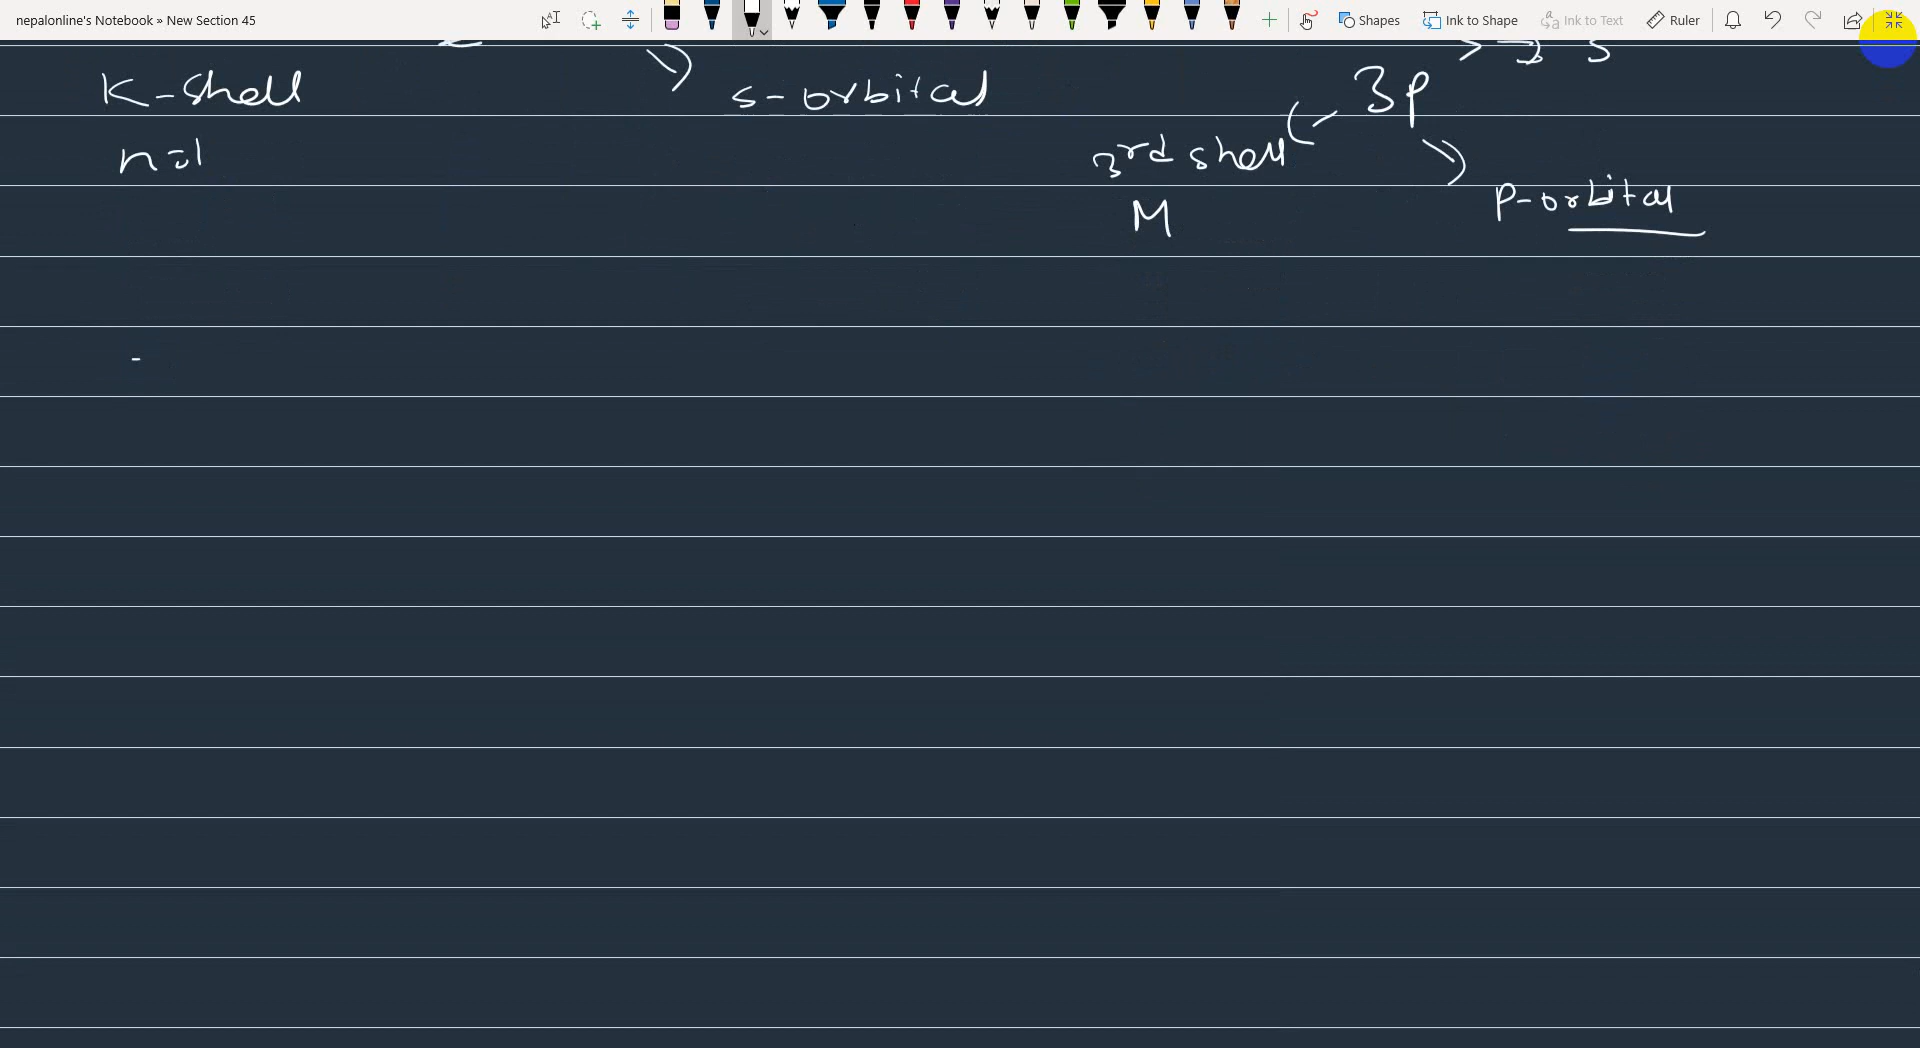 nepalonline's Notebook » New Section 45
Shapes
Ink to Shape
Ink to Text
Ruler
K-shell
s-orbital
3p
n=1
3rd shell
M
p-orbital